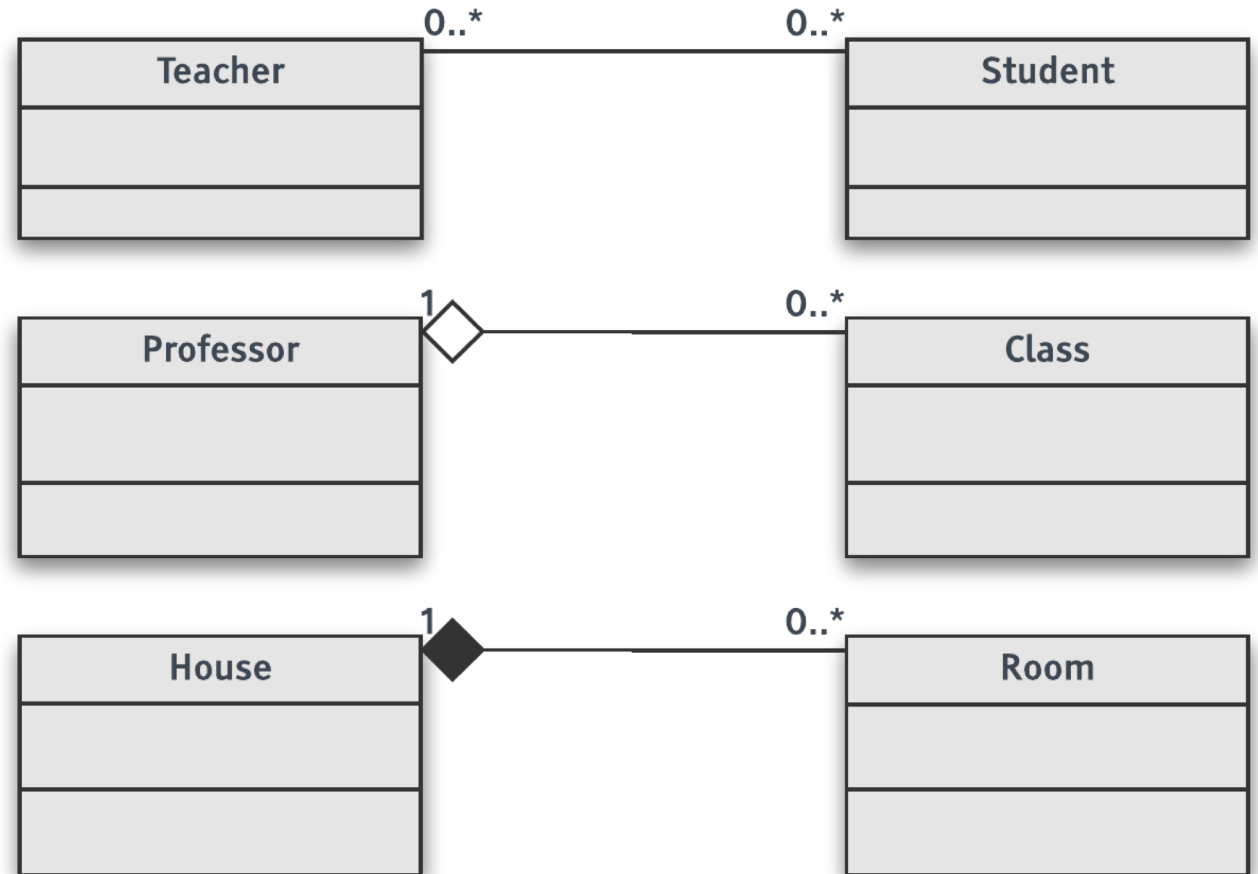 0..* 0..*
Teacher Student
1 0..*
Professor Class
1 0..*
House Room